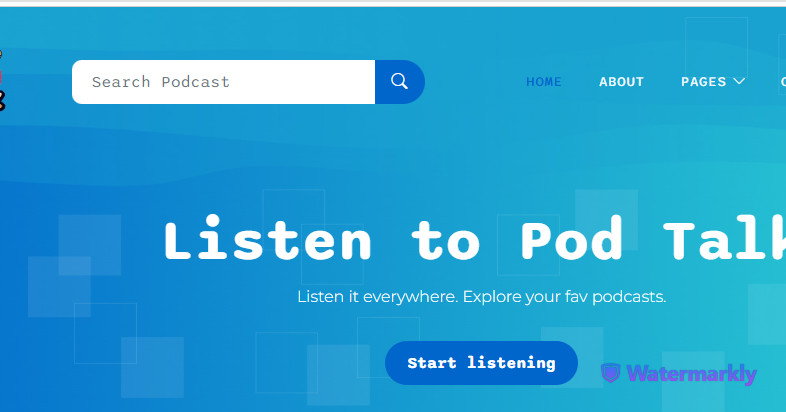 Search Podcast
HOME ABOUT PAGES
Listen to Pod Talk
Listen it everywhere. Explore your fav podcasts.
Start listening
Watermarkly